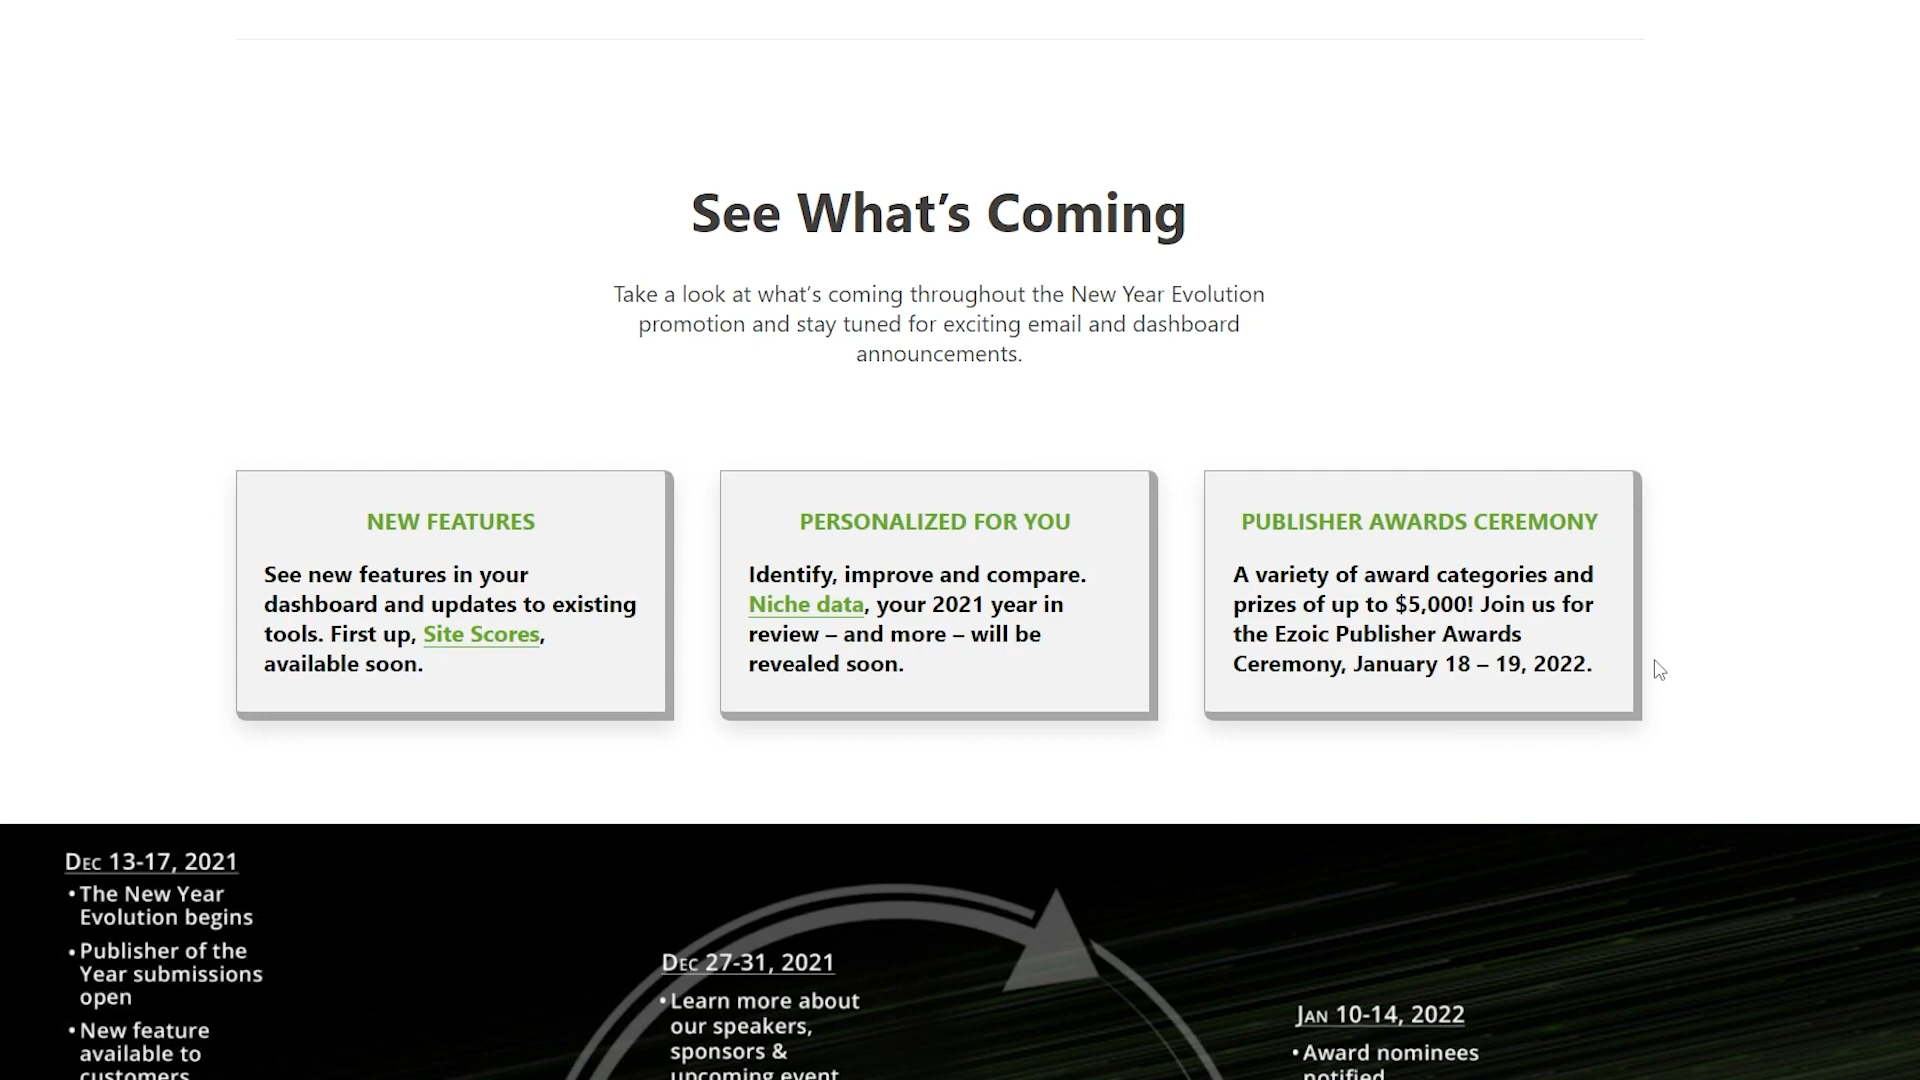 See What’s Coming
Take a look at what’s coming throughout the New Year Evolution
promotion and stay tuned for exciting email and dashboard
announcements.
NEW FEATURES
See new features in your
dashboard and updates to existing
tools. First up, Site Scores,
available soon.
PERSONALIZED FOR YOU
Identify, improve and compare.
Niche data, your 2021 year in
review – and more – will be
revealed soon.
PUBLISHER AWARDS CEREMONY
A variety of award categories and
prizes of up to $5,000! Join us for
the Ezoic Publisher Awards
Ceremony, January 18 – 19, 2022.
Dec 13-17, 2021
• The New Year
Evolution begins
• Publisher of the
Year submissions
open
• New feature
available to
customers
Dec 27-31, 2021
• Learn more about
our speakers,
sponsors &
upcoming event
Jan 10-14, 2022
• Award nominees
notified